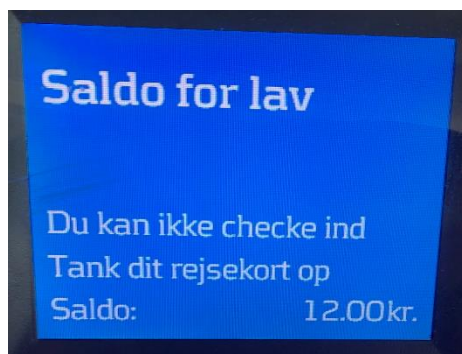 Saldo for lav
Du kan ikke checke ind
Tank dit rejsekort op
Saldo: 12.00kr.